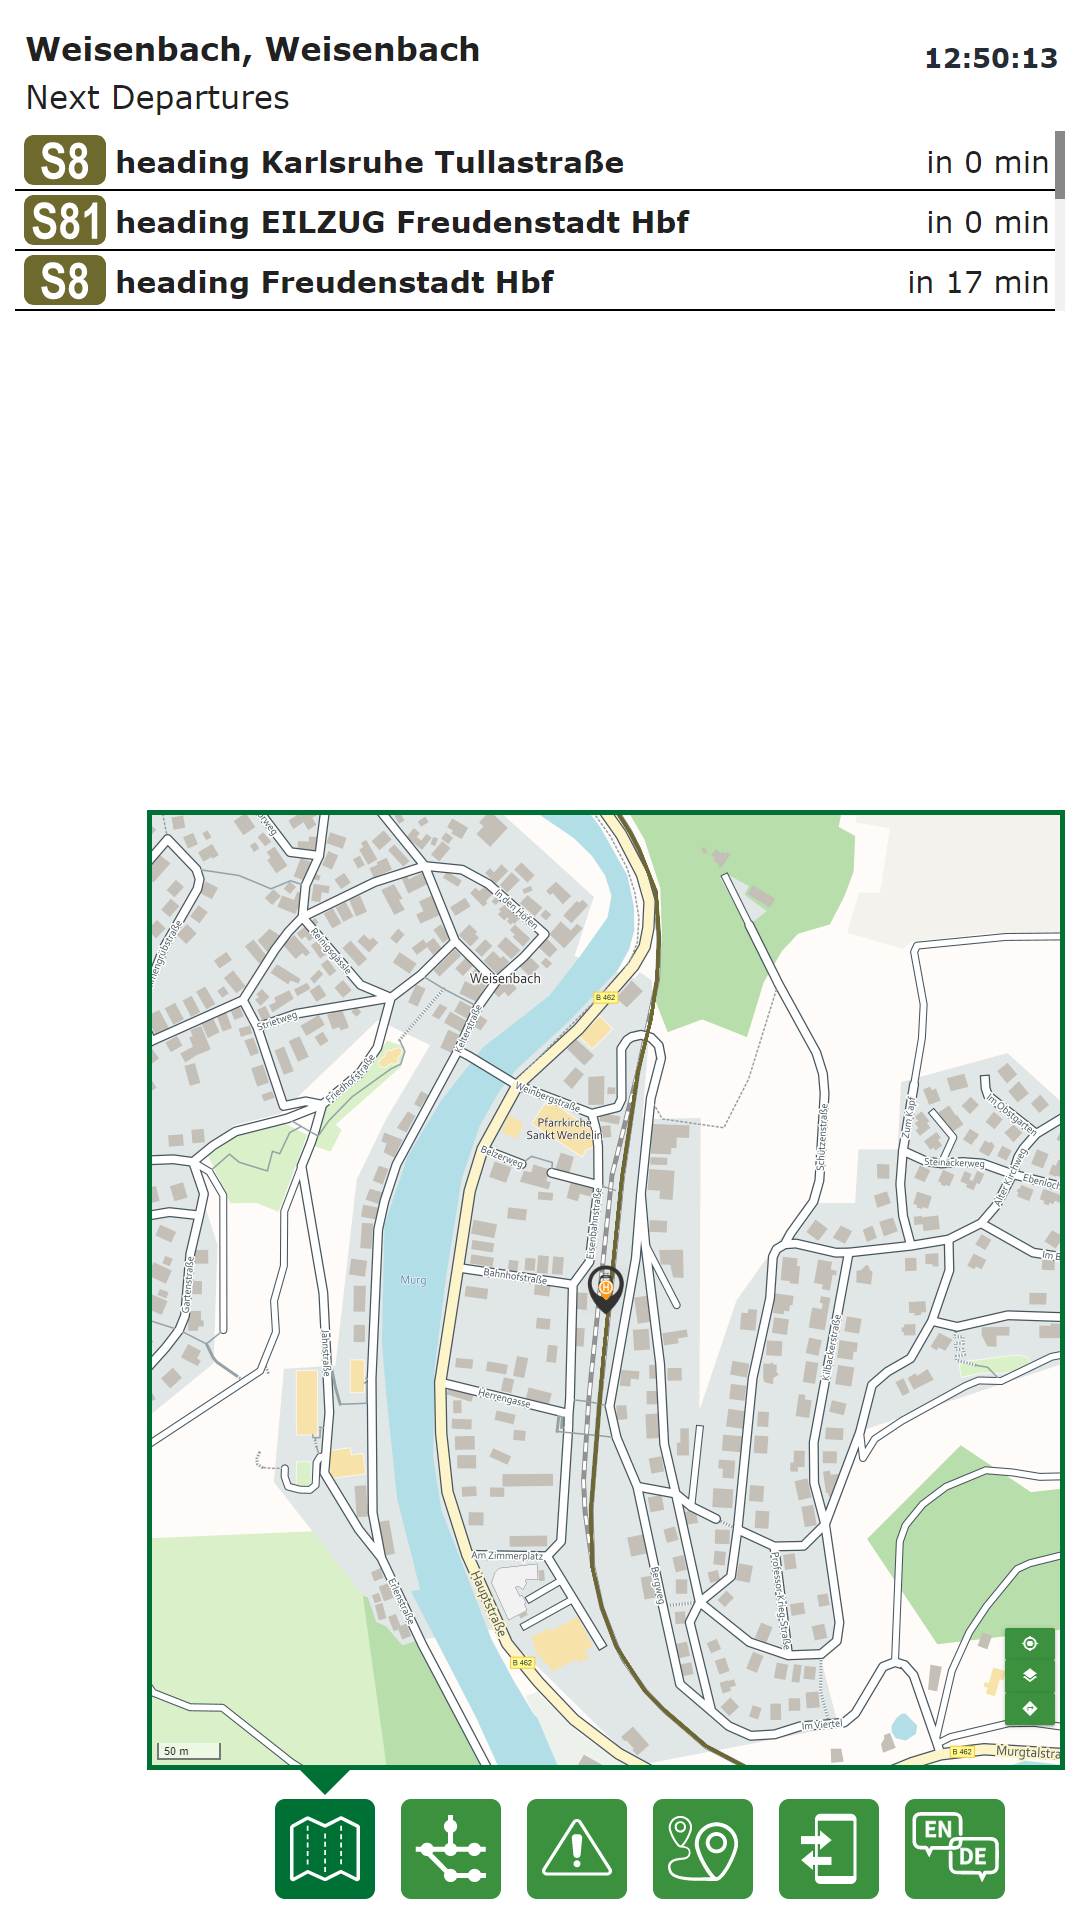 Weisenbach, Weisenbach
12:50:13
Next Departures
S8 heading Karlsruhe Tullastraße in 0 min
S81 heading EILZUG Freudenstadt Hbf in 0 min
S8 heading Freudenstadt Hbf in 17 min
In den Höfen
Reinigsgässle
Weisenbach
B 462
Strietweg
Kelterstraße
Friedhofstraße
Weinbergstraße
Pfarrkirche
Sankt Wendelin
Belzerweg
Schützenstraße
Zum Kapf
Im Obstgarten
Steinackerweg
Alter Kirchweg
Ebenloch
Eisenbahnstraße
Gartenstraße
Murg
Bahnhofstraße
H
Jahnstraße
Kilbackerstraße
Herrengasse
Am Zimmerplatz
Hauptstraße
Erlenstraße
Bergweg
Professor-Krieg-Straße
B 462
Im Viertel
50 m
B 462
Murgtalstra
EN
DE